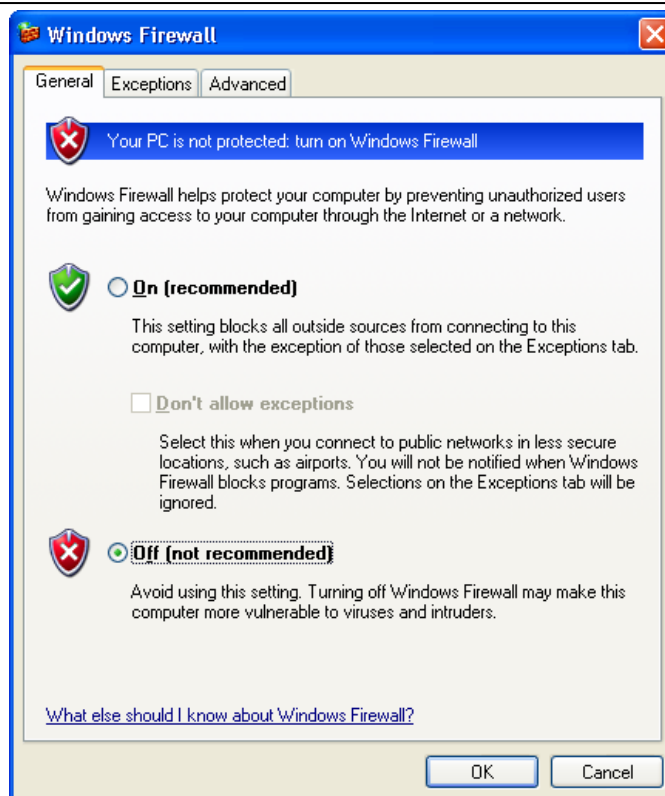 Windows Firewall
General Exceptions Advanced
Your PC is not protected: turn on Windows Firewall
Windows Firewall helps protect your computer by preventing unauthorized users
from gaining access to your computer through the Internet or a network.
On (recommended)
This setting blocks all outside sources from connecting to this
computer, with the exception of those selected on the Exceptions tab.
Don't allow exceptions
Select this when you connect to public networks in less secure
locations, such as airports. You will not be notified when Windows
Firewall blocks programs. Selections on the Exceptions tab will be
ignored.
Off (not recommended)
Avoid using this setting. Turning off Windows Firewall may make this
computer more vulnerable to viruses and intruders.
What else should I know about Windows Firewall?
OK Cancel